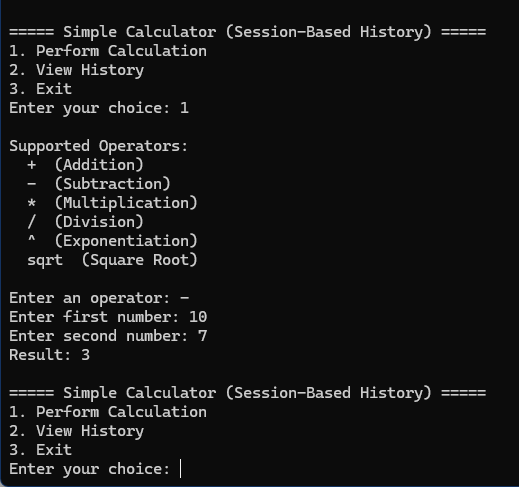 ===== Simple Calculator (Session-Based History) =====
1. Perform Calculation
2. View History
3. Exit
Enter your choice: 1
Supported Operators:
+ (Addition)
- (Subtraction)
* (Multiplication)
/ (Division)
^ (Exponentiation)
sqrt (Square Root)
Enter an operator: -
Enter first number: 10
Enter second number: 7
Result: 3
===== Simple Calculator (Session-Based History) =====
1. Perform Calculation
2. View History
3. Exit
Enter your choice: